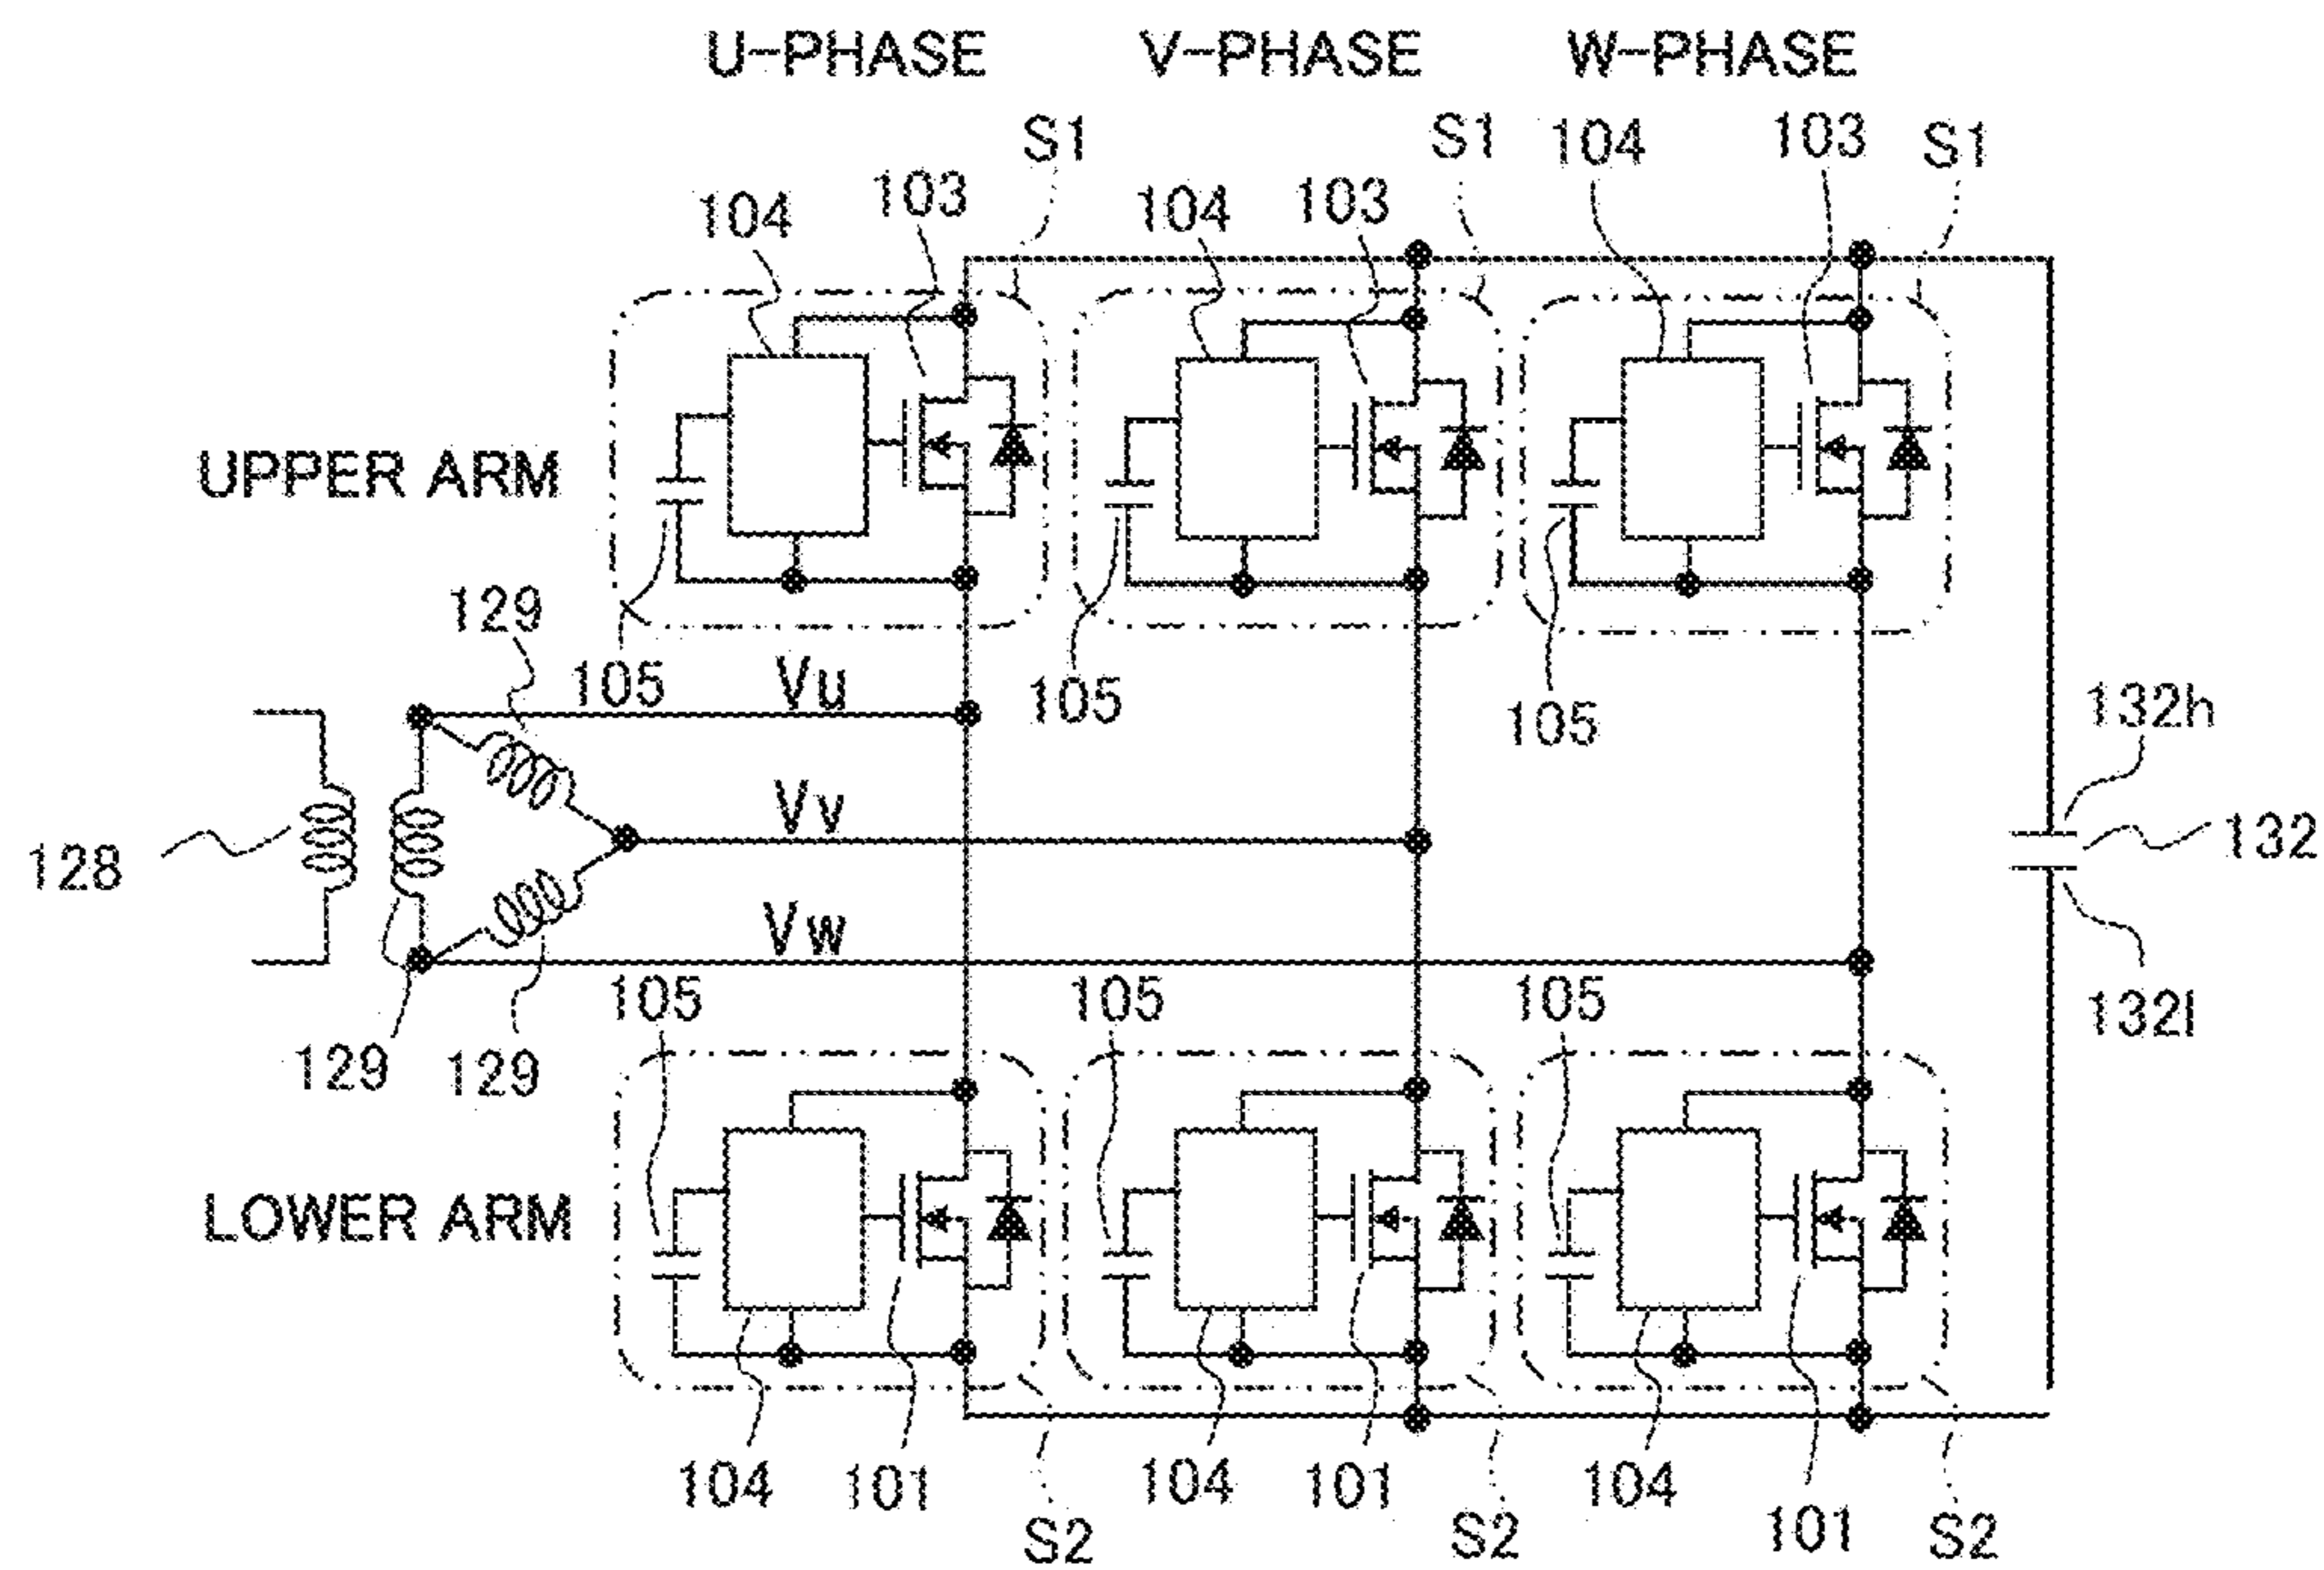 U-PHASE V-PHASE W-PHASE
S1 S1 104 103 S1
104 103 104 103
UPPER ARM
129 105 Vu 105 105 132h
Vv 132
128
Vw
105 105 105 132l
129 129
LOWER ARM
104 101 104 101 104 101
S2 S2 S2